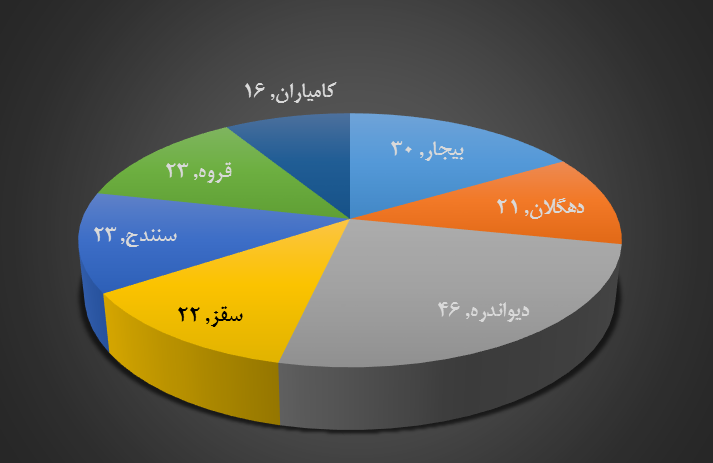 کامیاران, ۱۶
بیجار, ۳۰
قروه, ۲۳
دهگلان, ۲۱
سنندج, ۲۳
دیواندره, ۴۶
سقز, ۲۲